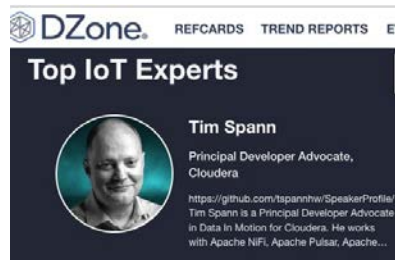 DZone.
REFCARDS TREND REPORTS
Top IoT Experts
Tim Spann
Principal Developer Advocate,
Cloudera
https://github.com/tspannhw/SpeakerProfile/
Tim Spann is a Principal Developer Advocate
in Data In Motion for Cloudera. He works
with Apache NiFi, Apache Pulsar, Apache...